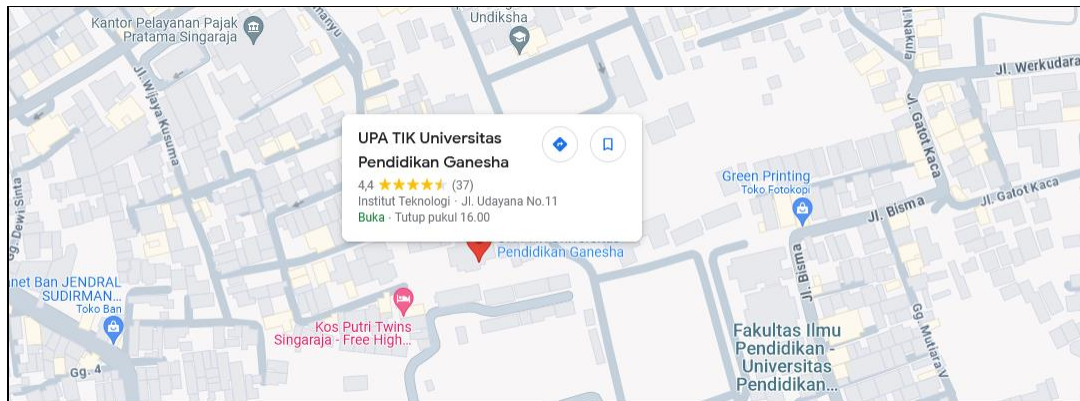 Undiksha
Kantor Pelayanan Pajak
Pratama Singaraja
Jl. Wijaya Kusuma
Jl. Nakula
Jl. Werkudara
Jl. Gatot Kaca
Jl. Gatot Kaca
UPA TIK Universitas
Pendidikan Ganesha
4,4 (37)
Institut Teknologi · Jl. Udayana No.11
Buka · Tutup pukul 16.00
Pendidikan Ganesha
Green Printing
Toko Fotokopi
Jl. Bisma
Jl. Bisma
Gg. Dewi Sinta
net Ban JENDRAL
SUDIRMAN...
Toko Ban
Kos Putri Twins
Singaraja - Free High...
Gg. 4
Fakultas Ilmu
Pendidikan -
Universitas
Pendidikan...
Gg. Mutiara V